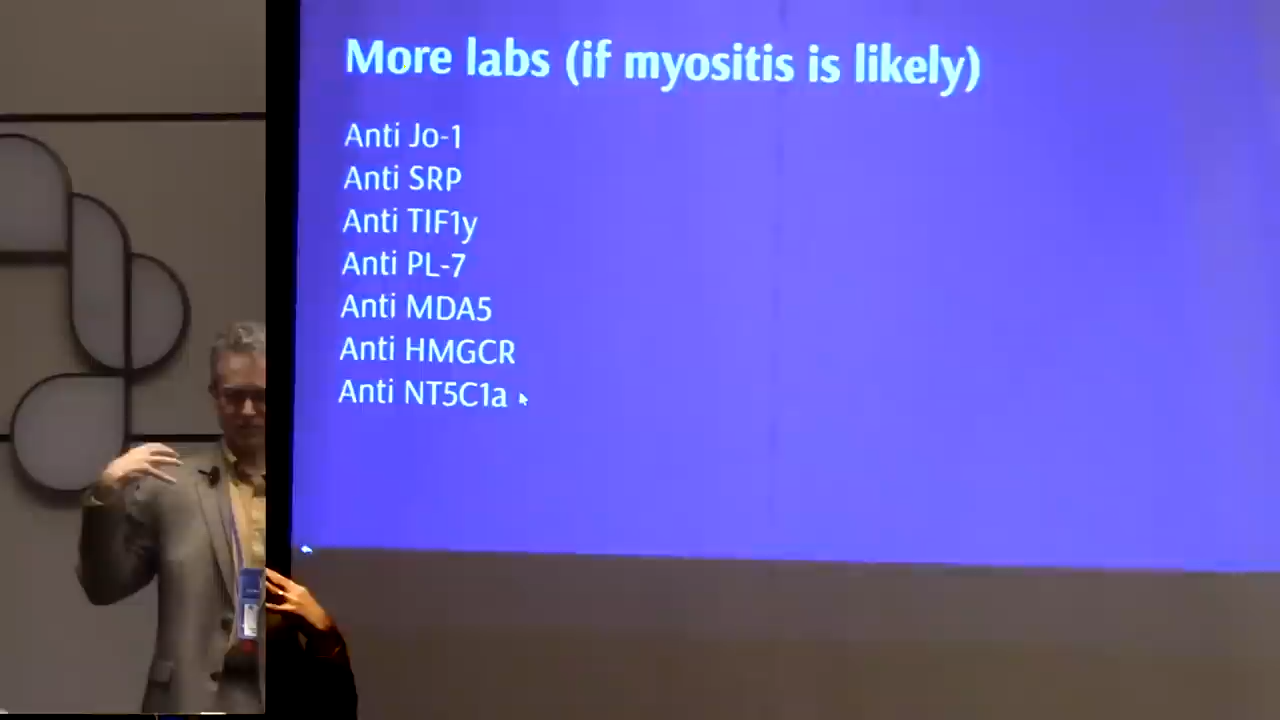 More labs (if myositis is likely)
Anti Jo-1
Anti SRP
Anti TIF1y
Anti PL-7
Anti MDA5
Anti HMGCR
Anti NT5C1a